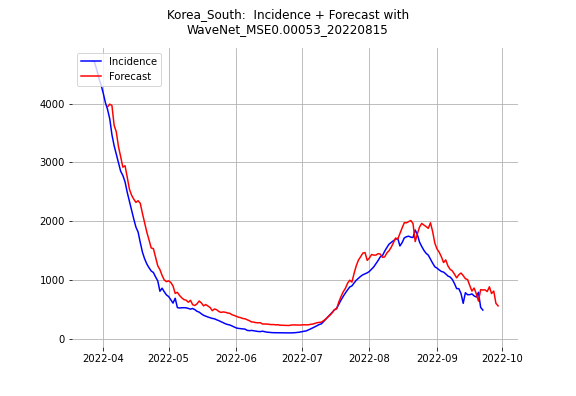 Korea_South:  Incidence + Forecast with
WaveNet_MSE0.00053_20220815
Incidence
Forecast
4000
3000
2000
1000
0
2022-04 2022-05 2022-06 2022-07 2022-08 2022-09 2022-10